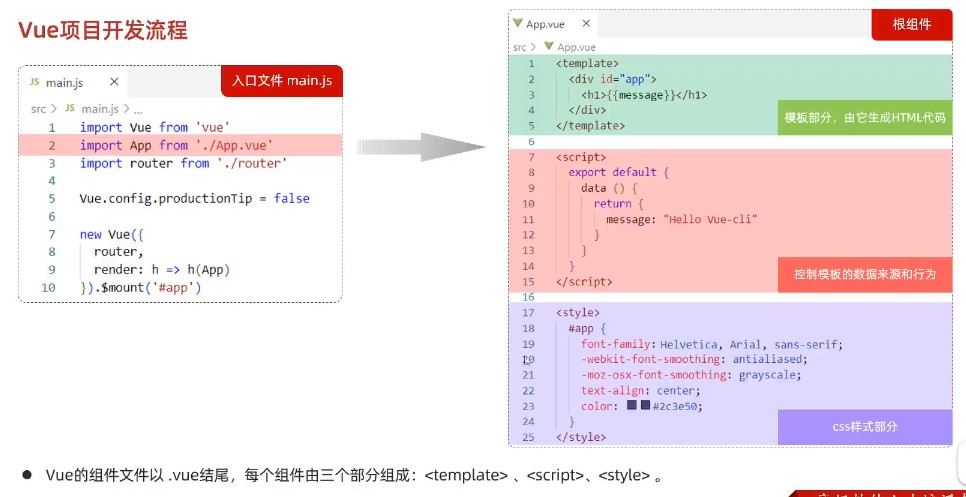 Vue项目开发流程
main.js
入口文件 main.js
src > main.js > ...
1 import Vue from 'vue'
2 import App from './App.vue'
3 import router from './router'
4
5 Vue.config.productionTip = false
6
7 new Vue({
8 router,
9 render: h => h(App)
10 }).$mount('#app')
App.vue
根组件
src > App.vue
1 <template>
2 <div id="app">
3 <h1>{{message}}</h1>
4 </div>
5 </template>
模板部分，由它生成HTML代码
6
7 <script>
8 export default {
9 data () {
10 return {
11 message: "Hello Vue-cli"
12 }
13 }
14 }
15 </script>
控制模板的数据来源和行为
16
17 <style>
18 #app {
19 font-family: Helvetica, Arial, sans-serif;
20 -webkit-font-smoothing: antialiased;
21 -moz-osx-font-smoothing: grayscale;
22 text-align: center;
23 color: #2c3e50;
24 }
25 </style>
css样式部分
● Vue的组件文件以 .vue结尾，每个组件由三个部分组成：<template> 、<script>、<style> 。